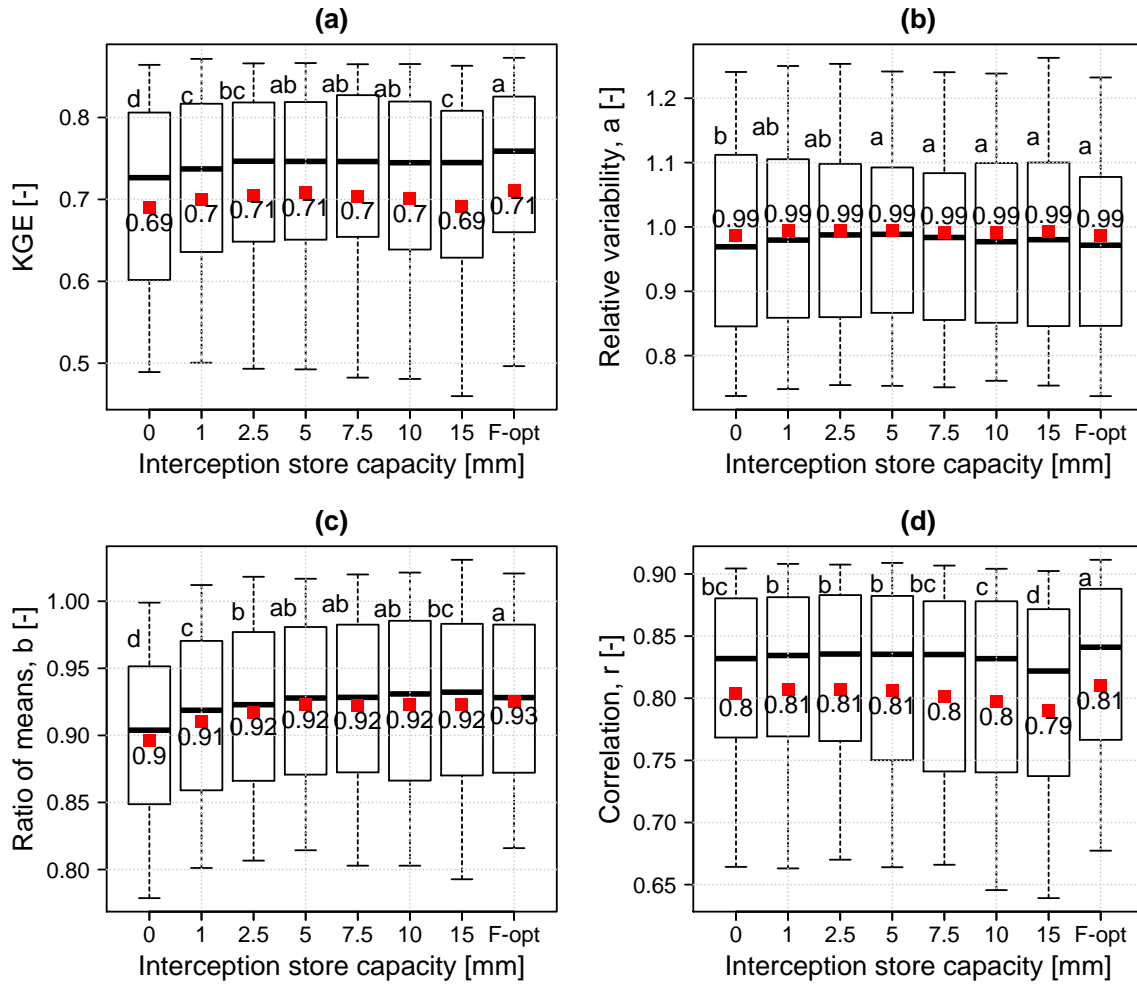 (a)
KGE [-]
0.8
0.7
0.6
0.5
d c bc ab ab ab c a
0.69 0.7 0.71 0.71 0.7 0.7 0.69 0.71
0 1 2.5 5 7.5 10 15 F-opt
Interception store capacity [mm]
(b)
Relative variability, a [-]
1.2
1.1
1.0
0.9
0.8
b ab ab a a a a a
0.99 0.99 0.99 0.99 0.99 0.99 0.99 0.99
0 1 2.5 5 7.5 10 15 F-opt
Interception store capacity [mm]
(c)
Ratio of means, b [-]
1.00
0.95
0.90
0.85
0.80
d c b ab ab ab bc a
0.9 0.91 0.92 0.92 0.92 0.92 0.92 0.93
0 1 2.5 5 7.5 10 15 F-opt
Interception store capacity [mm]
(d)
Correlation, r [-]
0.90
0.85
0.80
0.75
0.70
0.65
bc b b b bc c d a
0.8 0.81 0.81 0.81 0.8 0.8 0.79 0.81
0 1 2.5 5 7.5 10 15 F-opt
Interception store capacity [mm]